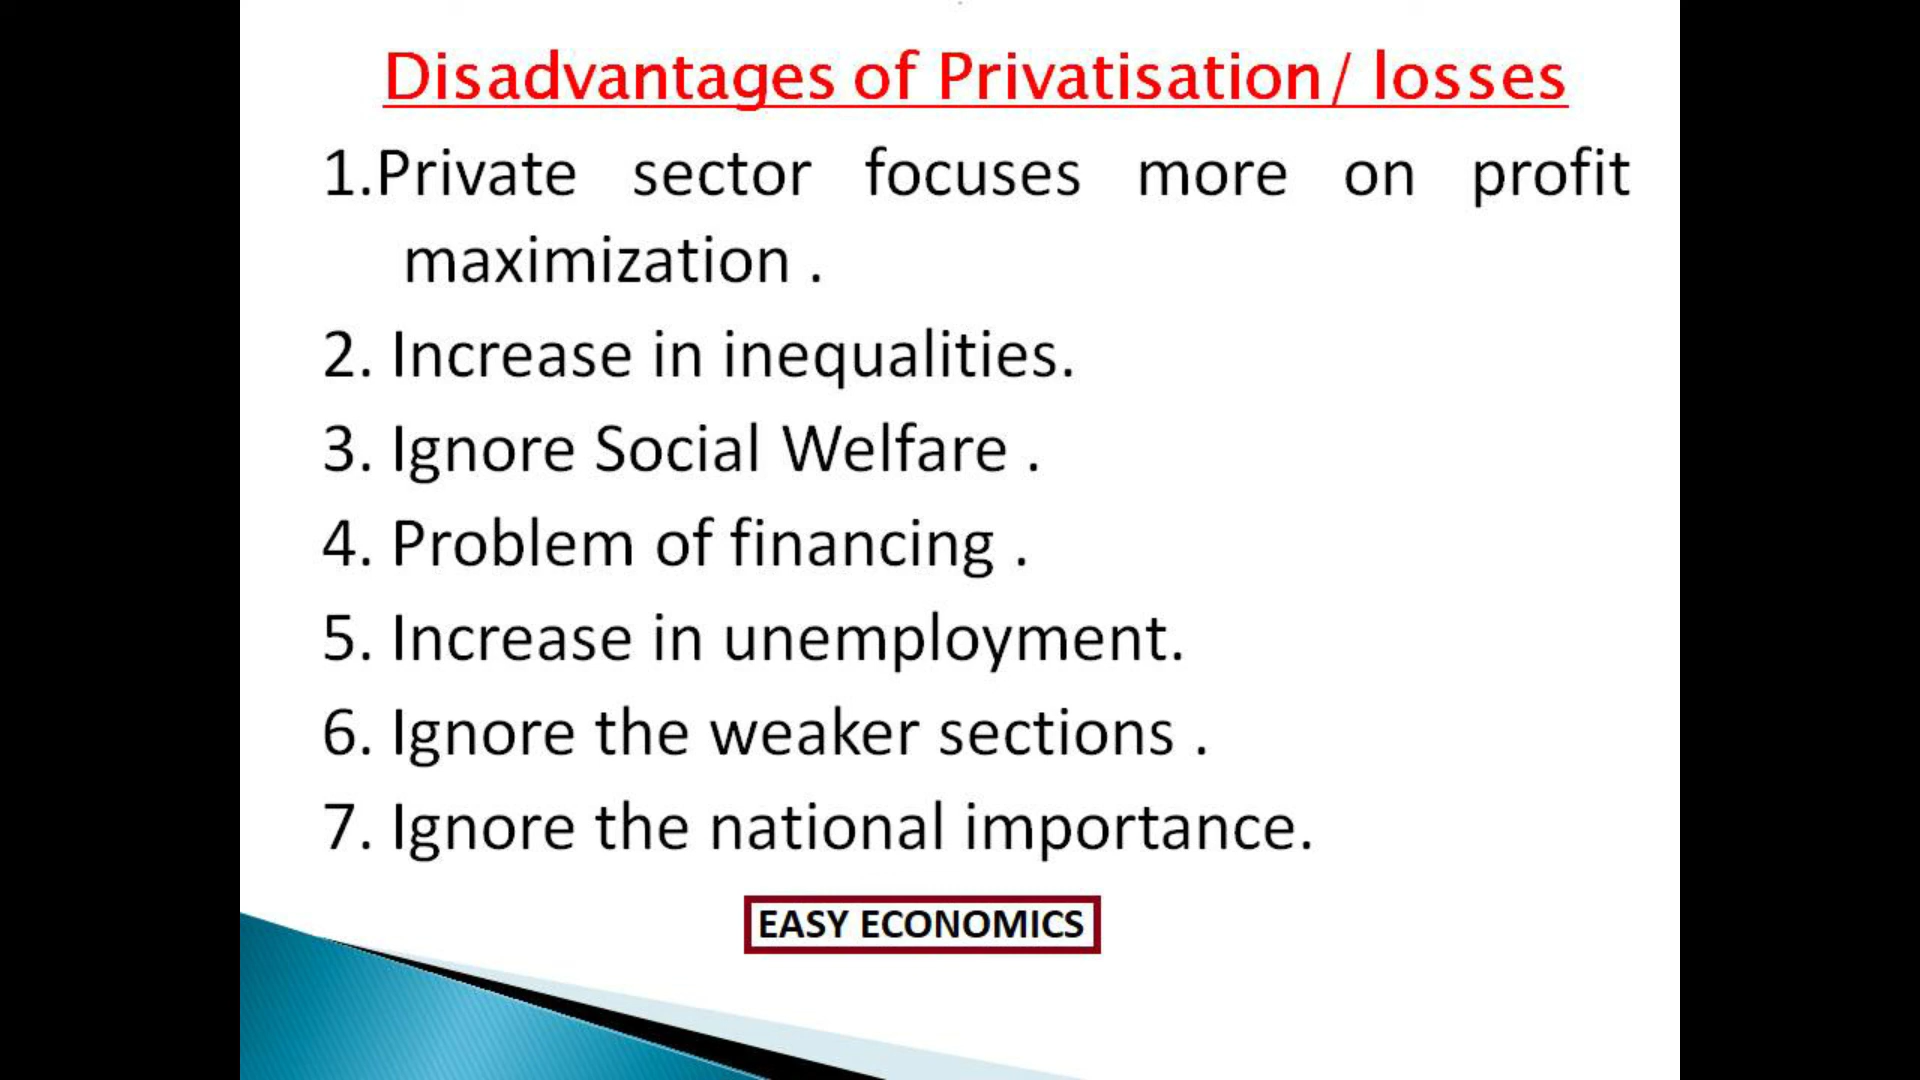 Disadvantages of Privatisation/ losses
1.Private sector focuses more on profit
maximization .
2. Increase in inequalities.
3. Ignore Social Welfare .
4. Problem of financing .
5. Increase in unemployment.
6. Ignore the weaker sections .
7. Ignore the national importance.
EASY ECONOMICS